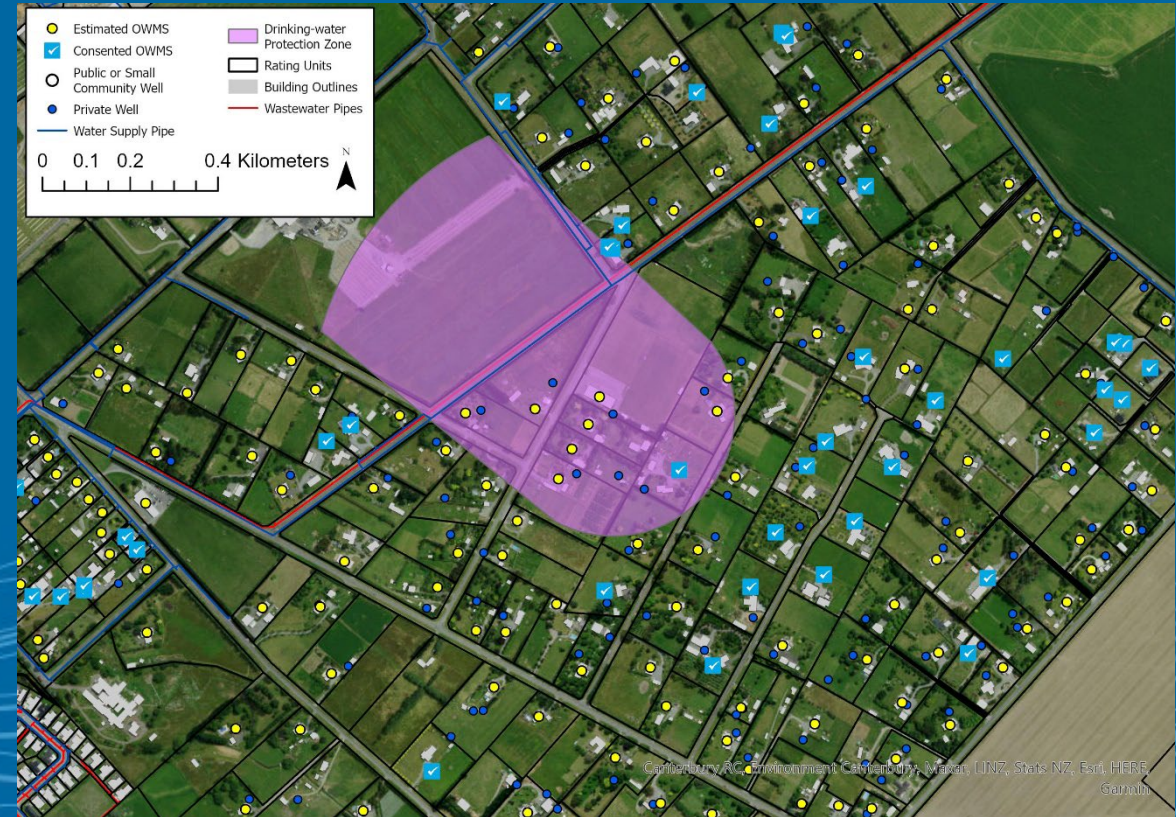 Estimated OWMS
Consented OWMS
Public or Small
Community Well
Private Well
Water Supply Pipe
Drinking-water
Protection Zone
Rating Units
Building Outlines
Wastewater Pipes
0 0.1 0.2 0.4 Kilometers
N
Canterbury RC, Environment Canterbury, Maxar, LINZ, Stats NZ, Esri, HERE,
Garmin